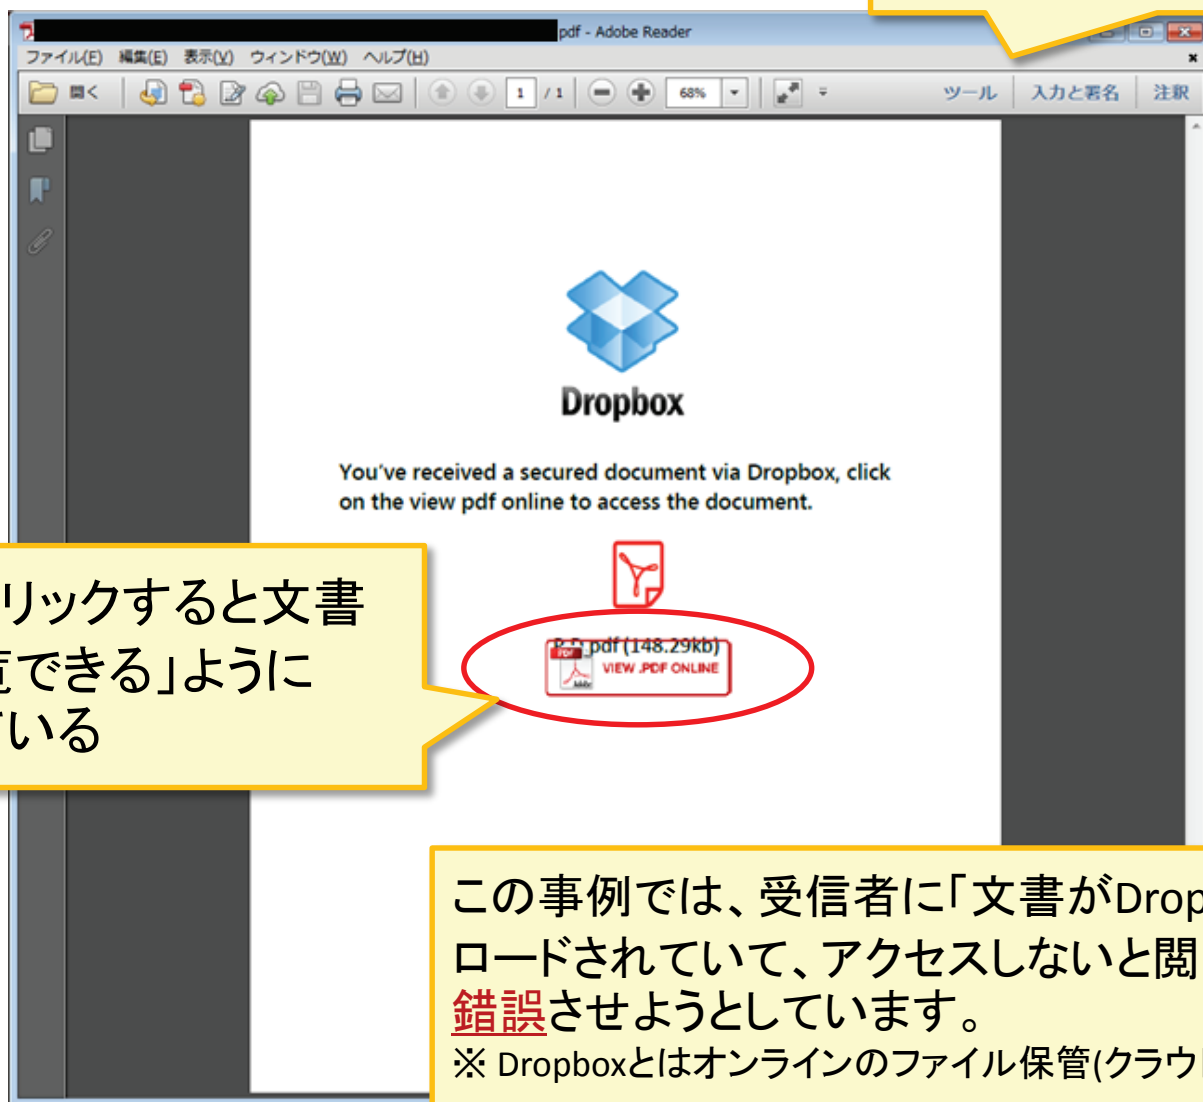 pdf - Adobe Reader
ファイル(F) 編集(E) 表示(V) ウィンドウ(W) ヘルプ(H)
開く 1 / 1 68% ツール 入力と署名 注釈
Dropbox
You've received a secured document via Dropbox, click
on the view pdf online to access the document.
リックすると文書
できる」ように
ている
pdf (148.29kb)
PDF VIEW .PDF ONLINE
この事例では、受信者に「文書がDrop
ロードされていて、アクセスしないと閲
錯誤させようとしています。
※ Dropboxとはオンラインのファイル保管(クラウ